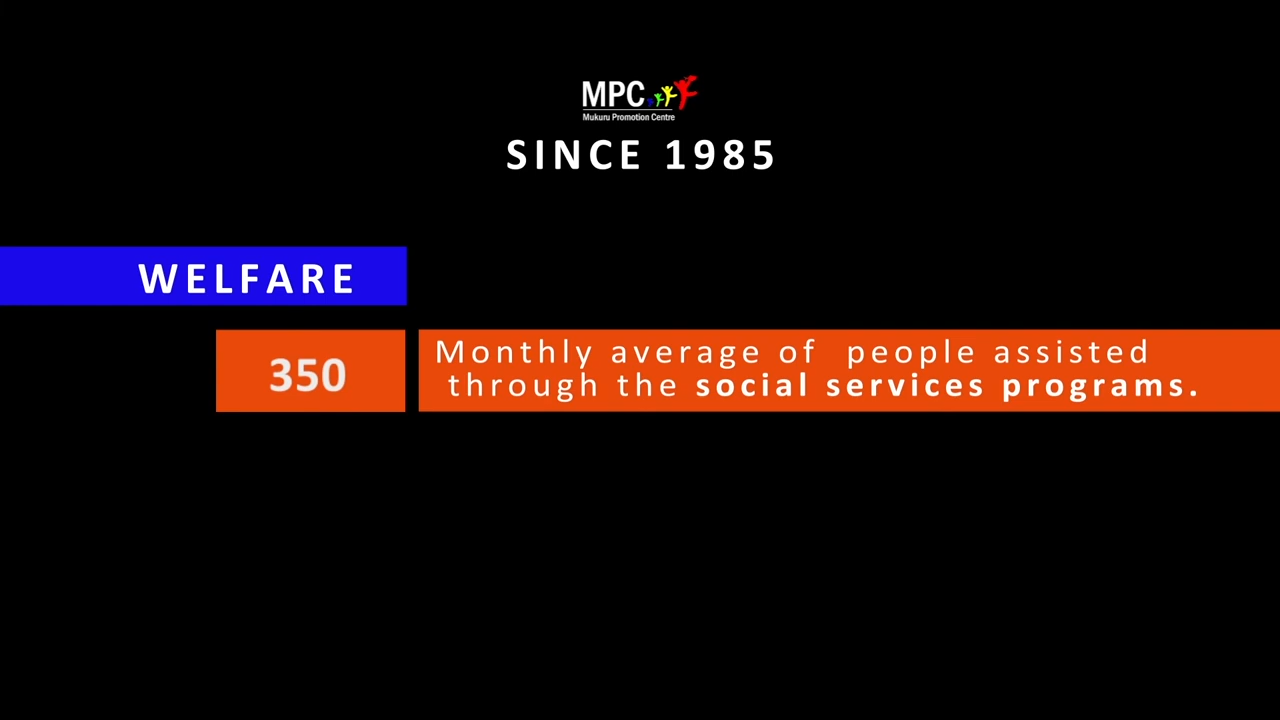 MPC
Mukuru Promotion Centre
SINCE 1985
WELFARE
350
Monthly average of people assisted
through the social services programs.